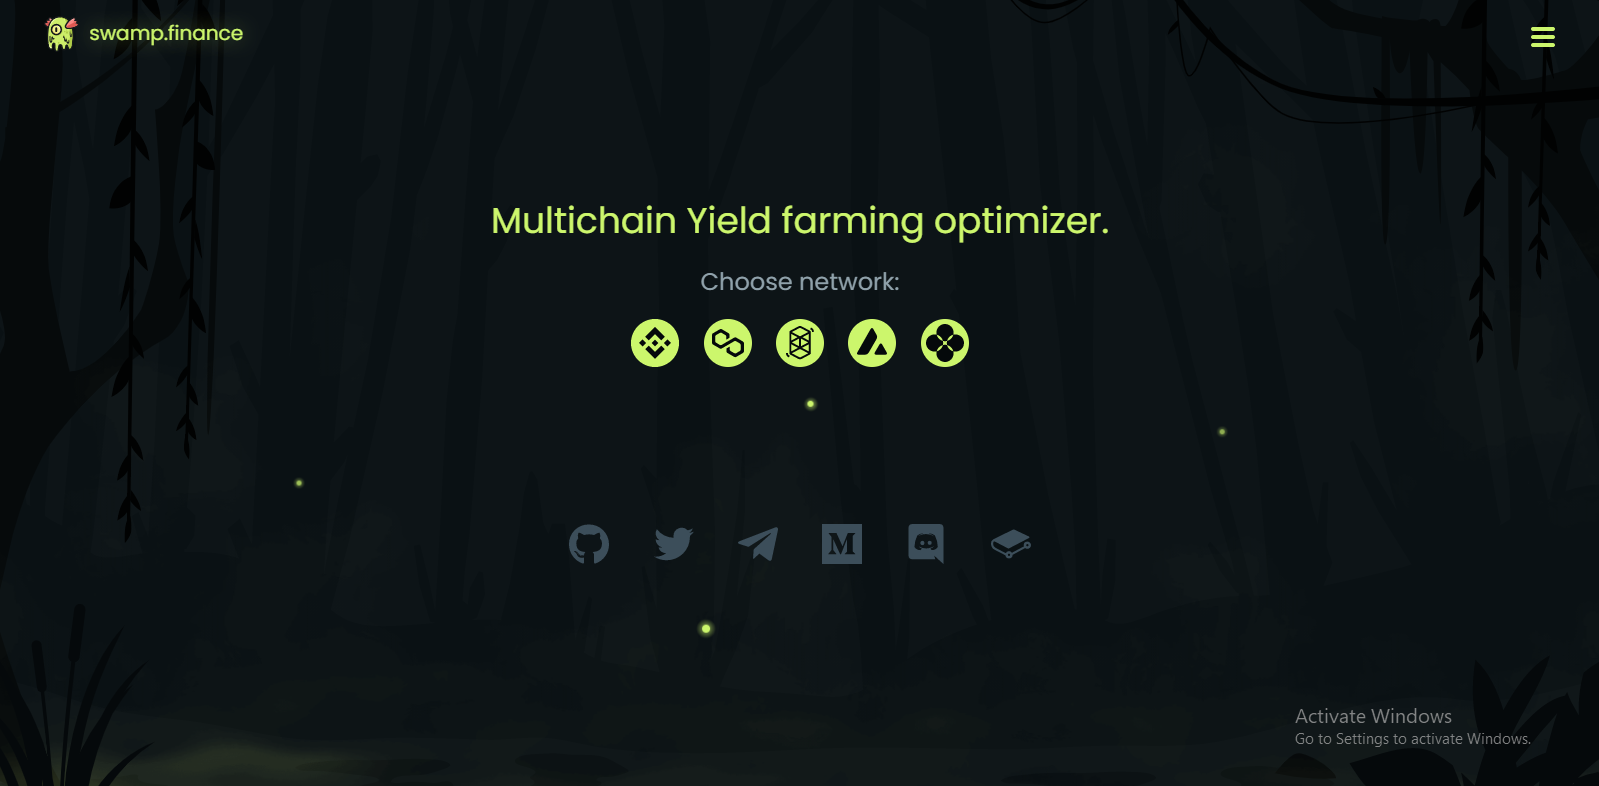 swamp.finance
Multichain Yield farming optimizer.
Choose network:
M
Activate Windows
Go to Settings to activate Windows.